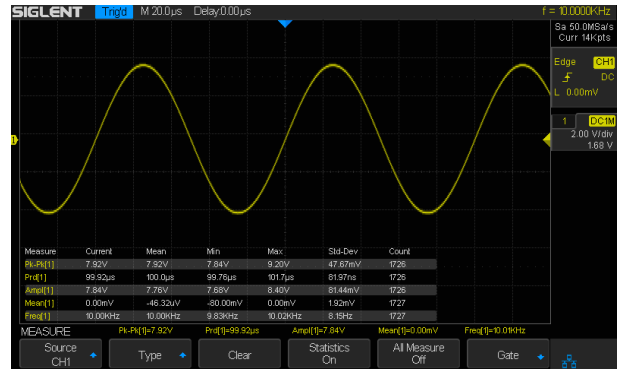 SIGLENT Trig'd M 20.0µs Delay:0.00µs f = 10.0000KHz
Sa 50.0MSa/s
Curr 14Kpts
Edge CH1
DC
L 0.00mV
1 DC1M
2.00 V/div
1.68 V
1
Measure Current Mean Min Max Std-Dev Count
Pk-Pk[1] 7.92V 7.92V 7.84V 9.20V 47.67mV 1726
Prd[1] 99.92µs 100.0µs 99.76µs 101.7µs 81.97ns 1726
Ampl[1] 7.84V 7.76V 7.68V 8.40V 81.44mV 1726
Mean[1] 0.00mV -46.32uV -80.00mV 0.00mV 1.92mV 1727
Freq[1] 10.00KHz 10.00KHz 9.83KHz 10.02KHz 8.15Hz 1727
MEASURE Pk-Pk[1]=7.92V Prd[1]=99.92µs Ampl[1]=7.84V Mean[1]=0.00mV Freq[1]=10.01KHz
Source CH1 Type Clear Statistics On All Measure Off Gate